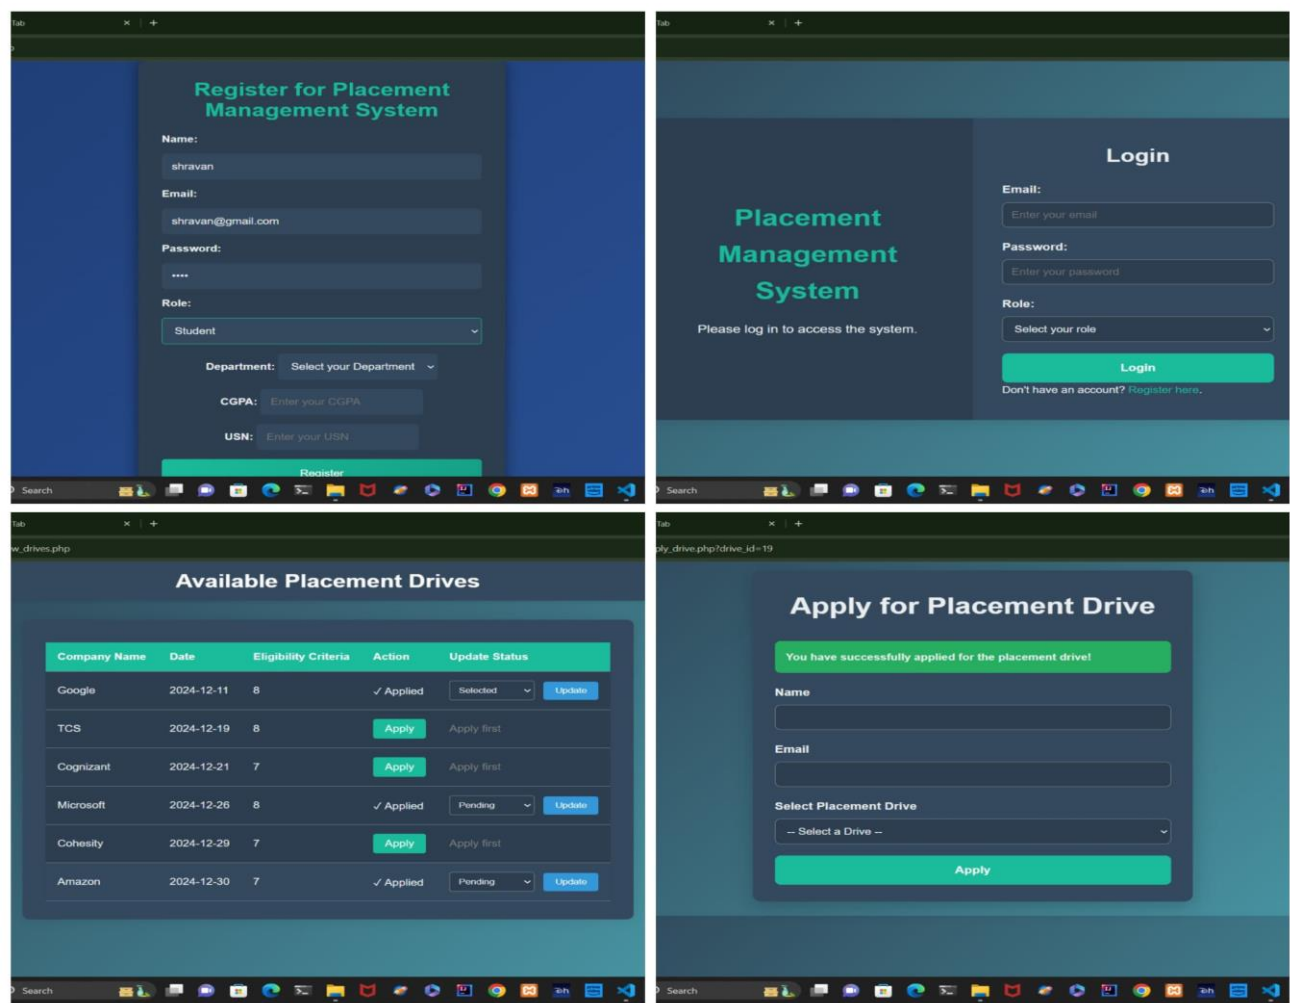 Tab × | +
Register for Placement
Management System
Name:
shravan
Email:
shravan@gmail.com
Password:
••••
Role:
Student
Department: Select your Department
CGPA: Enter your CGPA
USN: Enter your USN
Register
Search
Tab × | +
Placement
Management
System
Please log in to access the system.
Login
Email:
Enter your email
Password:
Enter your password
Role:
Select your role
Login
Don't have an account? Register here.
Search
Tab × | +
w_drives.php
Available Placement Drives
Company Name Date Eligibility Criteria Action Update Status
Google 2024-12-11 8 ✓ Applied Selected Update
TCS 2024-12-19 8 Apply Apply first
Cognizant 2024-12-21 7 Apply Apply first
Microsoft 2024-12-26 8 ✓ Applied Pending Update
Cohesity 2024-12-29 7 Apply Apply first
Amazon 2024-12-30 7 ✓ Applied Pending Update
Search
Tab × | +
ply_drive.php?drive_id=19
Apply for Placement Drive
You have successfully applied for the placement drive!
Name
Email
Select Placement Drive
-- Select a Drive --
Apply
Search